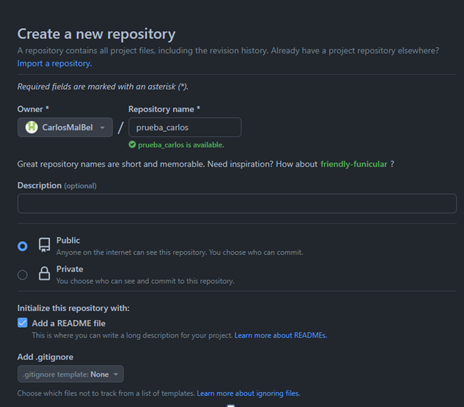 Create a new repository
A repository contains all project files, including the revision history. Already have a project repository elsewhere?
Import a repository.
Required fields are marked with an asterisk (*).
Owner * Repository name *
CarlosMalBel / prueba_carlos
prueba_carlos is available.
Great repository names are short and memorable. Need inspiration? How about friendly-funicular ?
Description (optional)
Public
Anyone on the internet can see this repository. You choose who can commit.
Private
You choose who can see and commit to this repository.
Initialize this repository with:
Add a README file
This is where you can write a long description for your project. Learn more about READMEs.
Add .gitignore
.gitignore template: None
Choose which files not to track from a list of templates. Learn more about ignoring files.